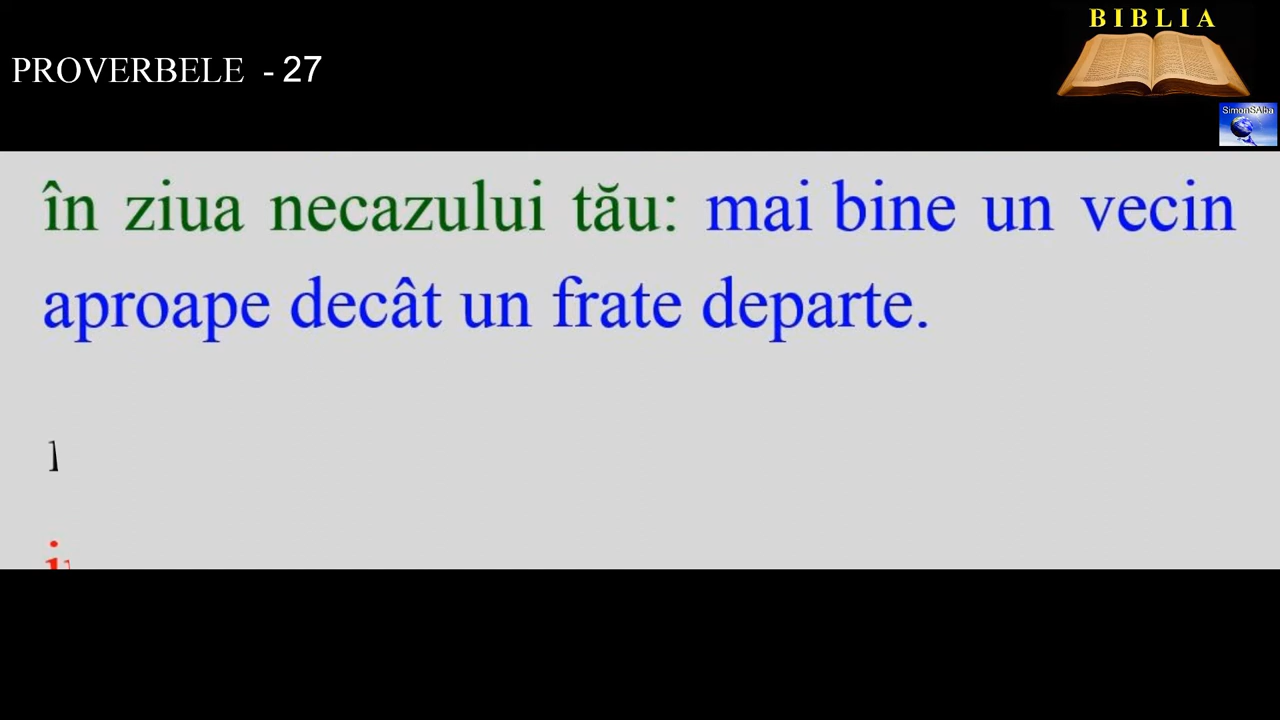 BIBLIA
PROVERBELE - 27
SimonSAlba
în ziua necazului tău: mai bine un vecin
aproape decât un frate departe.